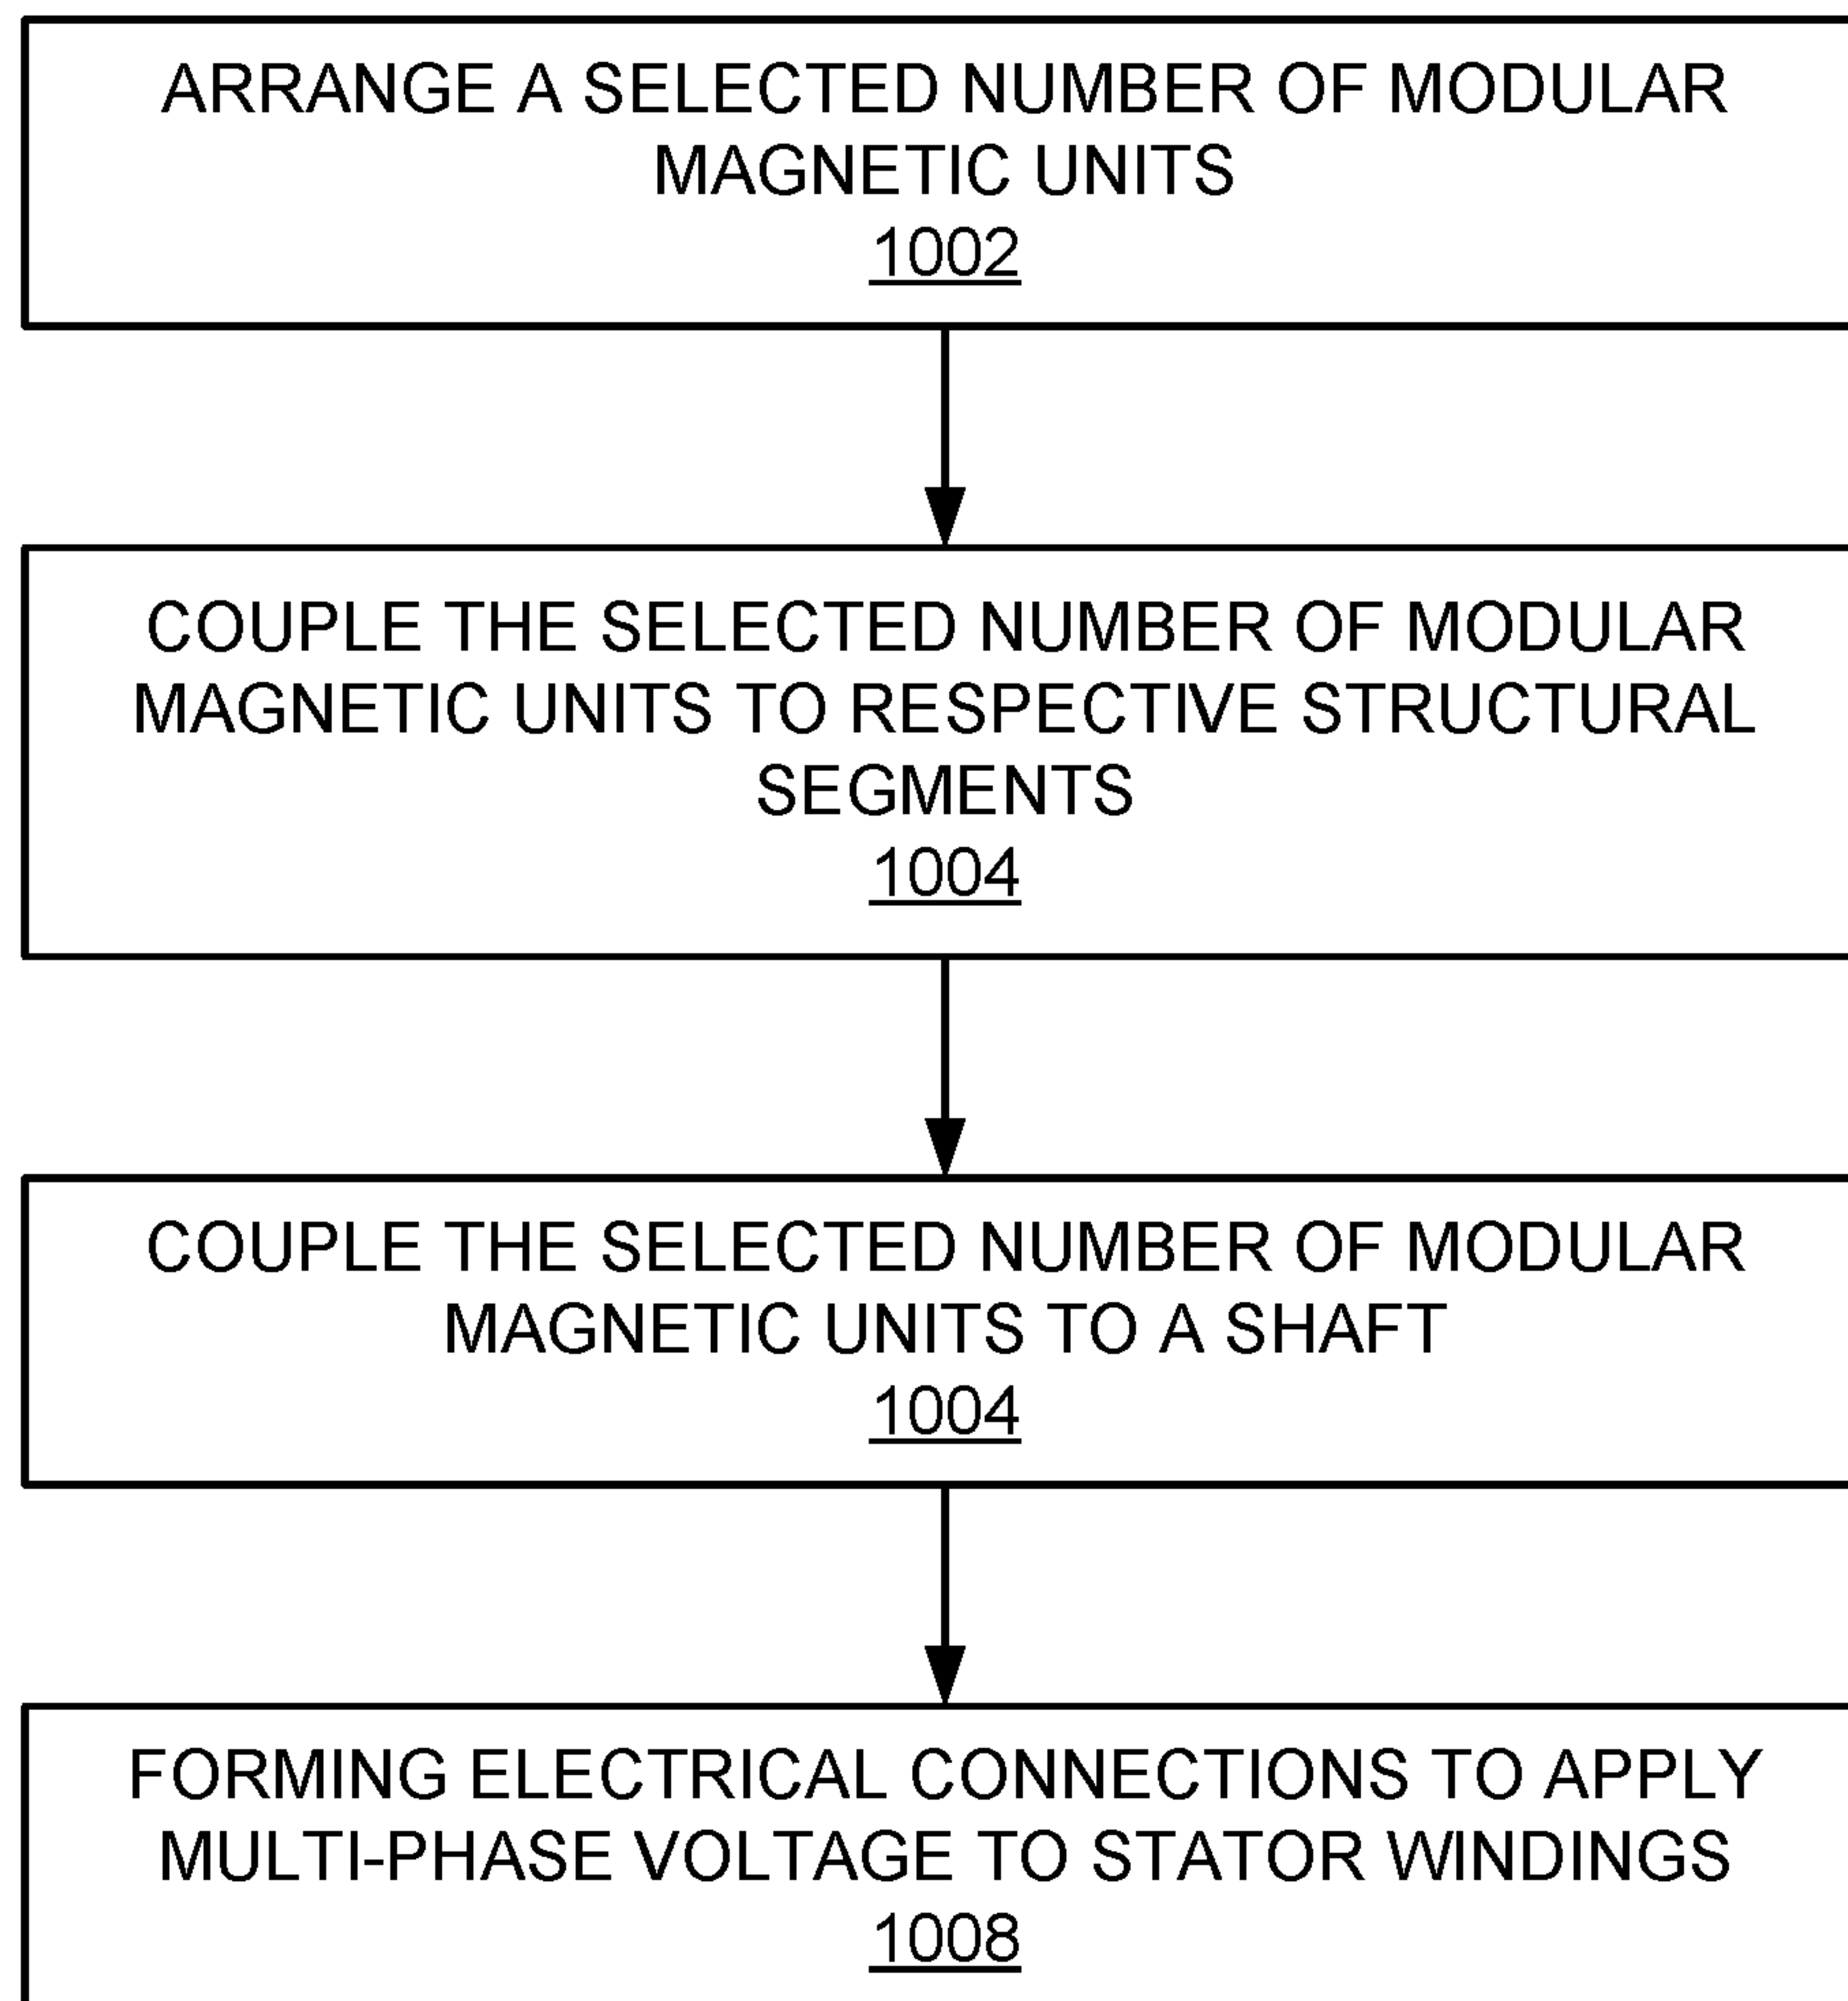 ARRANGE A SELECTED NUMBER OF MODULAR
MAGNETIC UNITS
1002
COUPLE THE SELECTED NUMBER OF MODULAR
MAGNETIC UNITS TO RESPECTIVE STRUCTURAL
SEGMENTS
1004
COUPLE THE SELECTED NUMBER OF MODULAR
MAGNETIC UNITS TO A SHAFT
1004
FORMING ELECTRICAL CONNECTIONS TO APPLY
MULTI-PHASE VOLTAGE TO STATOR WINDINGS
1008